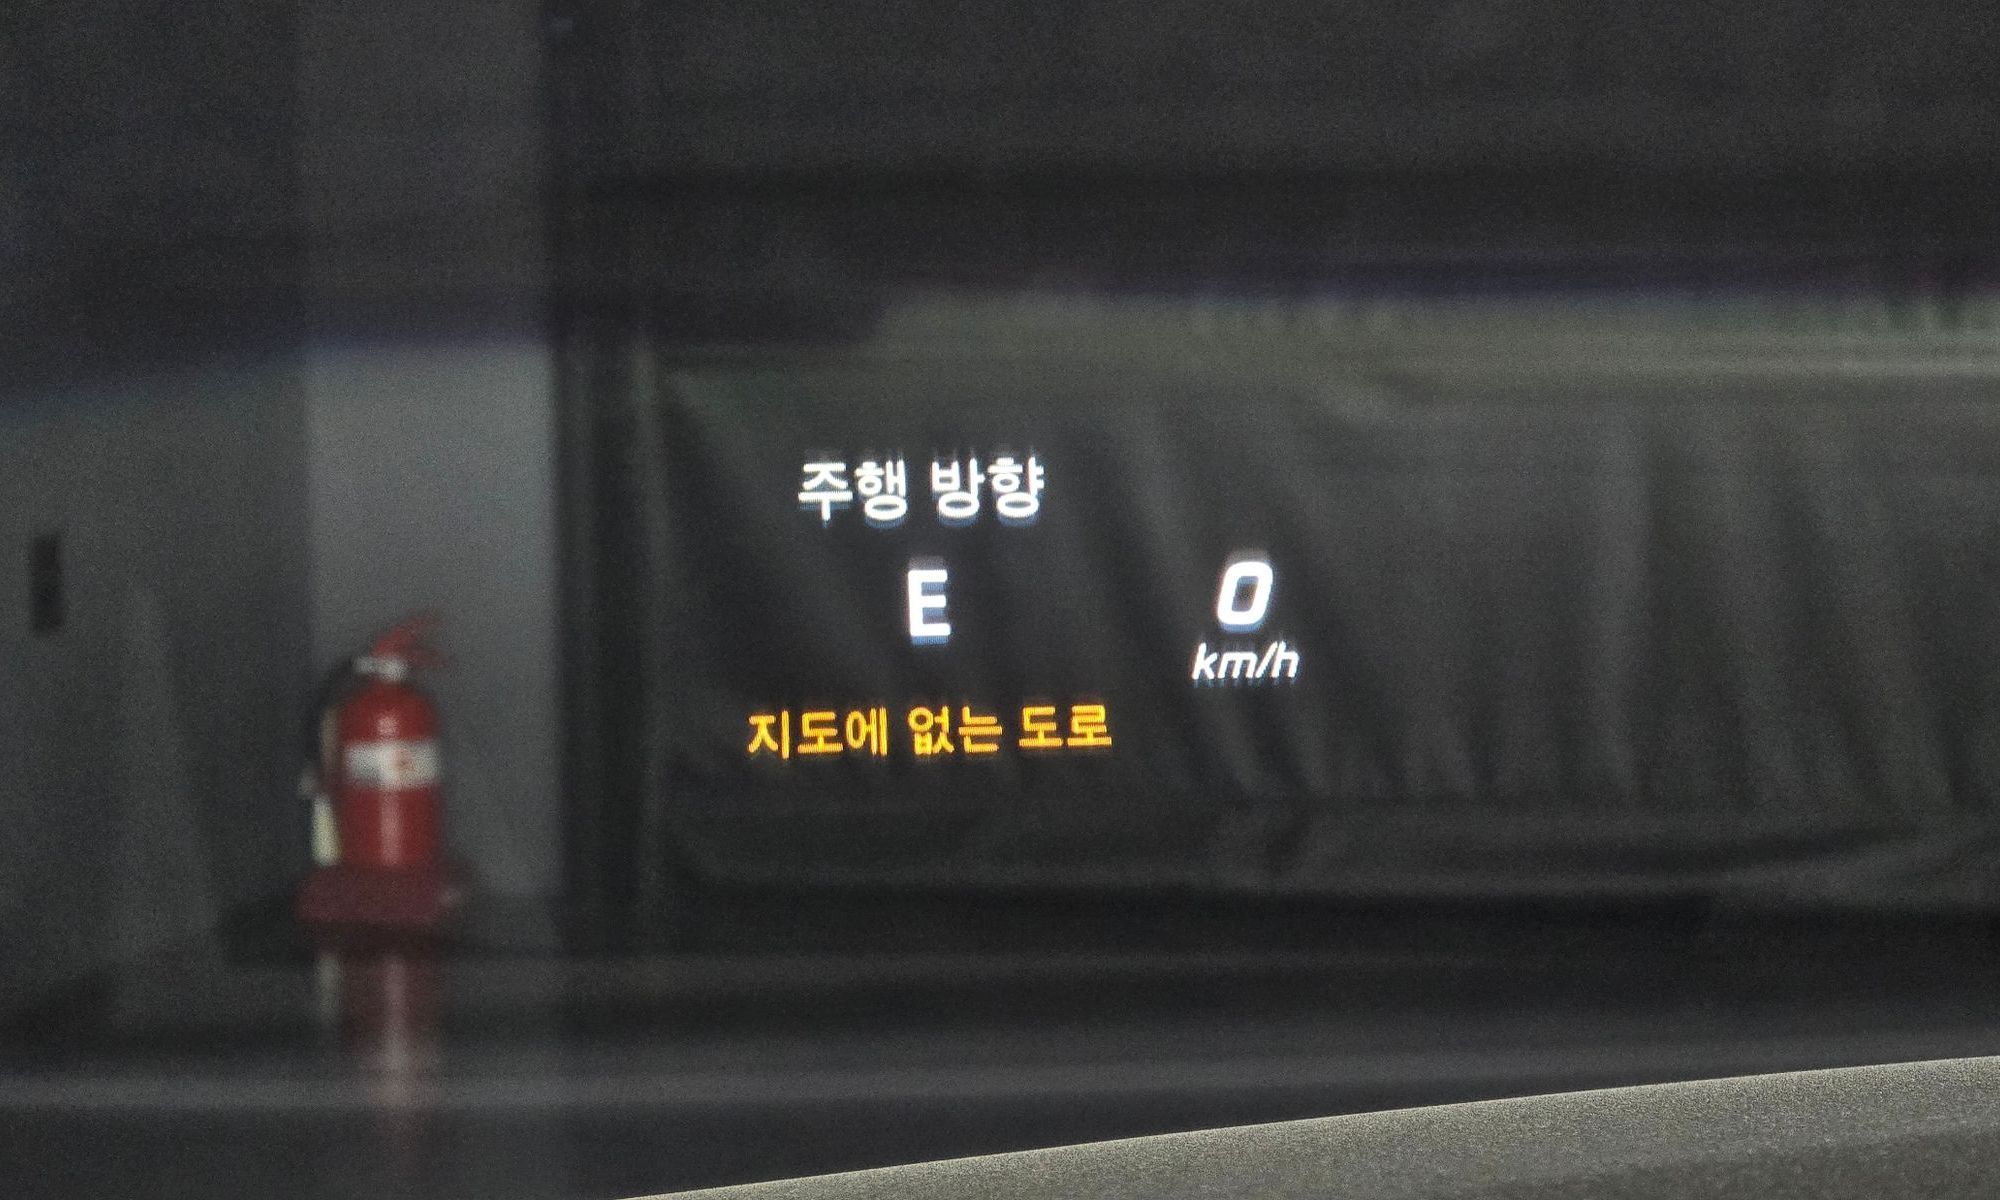 주행 방향
E
0
km/h
지도에 없는 도로